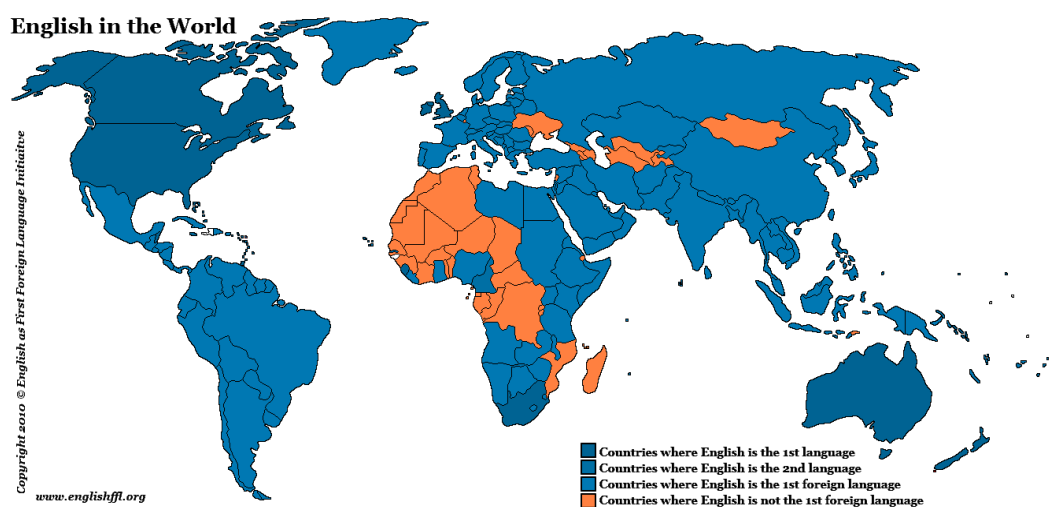 English in the World
Copyright 2010 © English as First Foreign Language Initiaitve
www.englishffl.org
Countries where English is the 1st language
Countries where English is the 2nd language
Countries where English is the 1st foreign language
Countries where English is not the 1st foreign language